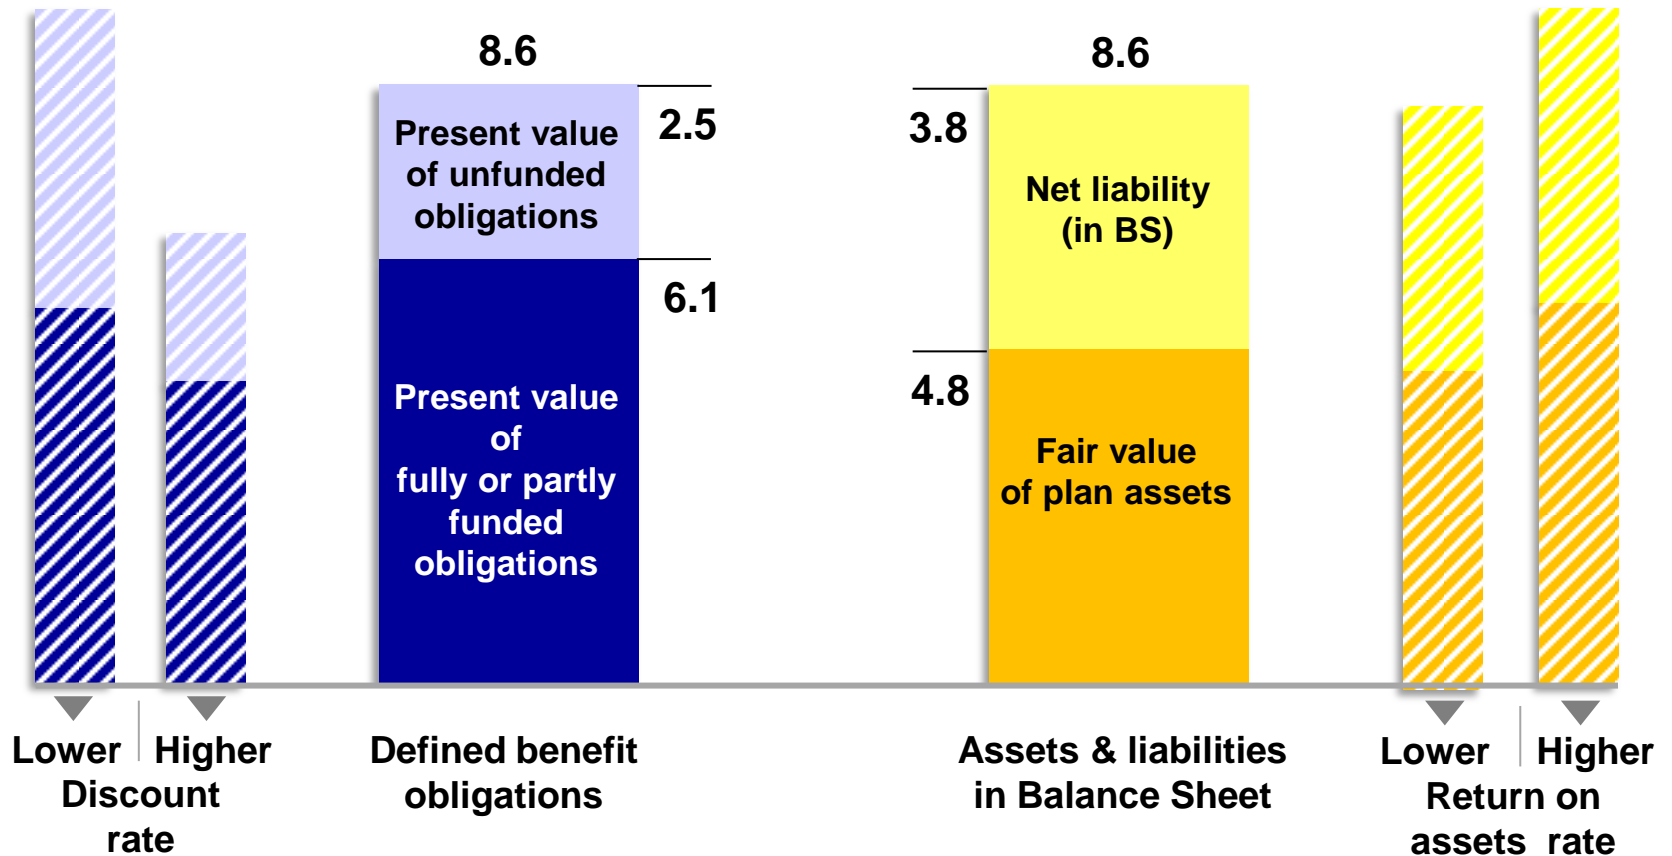 8.6
Present value
of unfunded
obligations
2.5
6.1
Present value
of
fully or partly
funded
obligations
8.6
3.8
Net liability
(in BS)
4.8
Fair value
of plan assets
Lower
Higher
Discount
rate
Defined benefit
obligations
Assets & liabilities
in Balance Sheet
Lower
Higher
Return on
assets rate